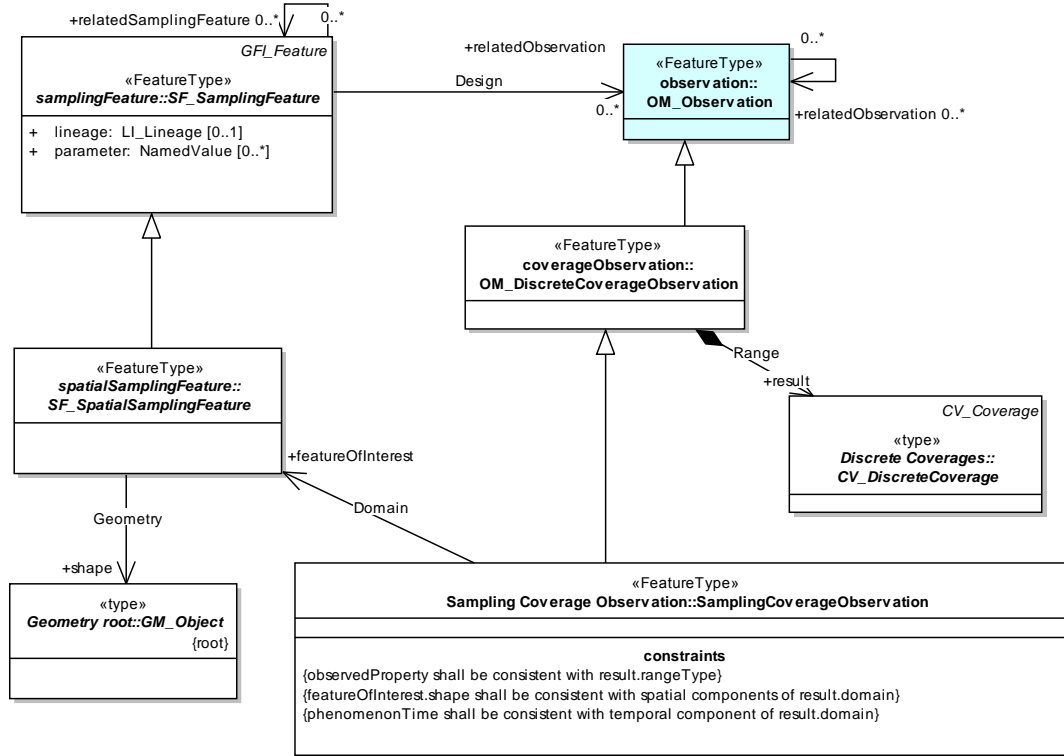 +relatedSamplingFeature 0..*
0..*
GFI_Feature
«FeatureType»
samplingFeature::SF_SamplingFeature
+ lineage: LI_Lineage [0..1]
+ parameter: NamedValue [0..*]
+relatedObservation
Design
0..*
0..*
«FeatureType»
observation::
OM_Observation
+relatedObservation 0..*
«FeatureType»
coverageObservation::
OM_DiscreteCoverageObservation
Range
+result
CV_Coverage
«type»
Discrete Coverages::
CV_DiscreteCoverage
«FeatureType»
spatialSamplingFeature::
SF_SpatialSamplingFeature
+featureOfInterest
Domain
Geometry
+shape
«type»
Geometry root::GM_Object
{root}
«FeatureType»
Sampling Coverage Observation::SamplingCoverageObservation
constraints
{observedProperty shall be consistent with result.rangeType}
{featureOfInterest.shape shall be consistent with spatial components of result.domain}
{phenomenonTime shall be consistent with temporal component of result.domain}